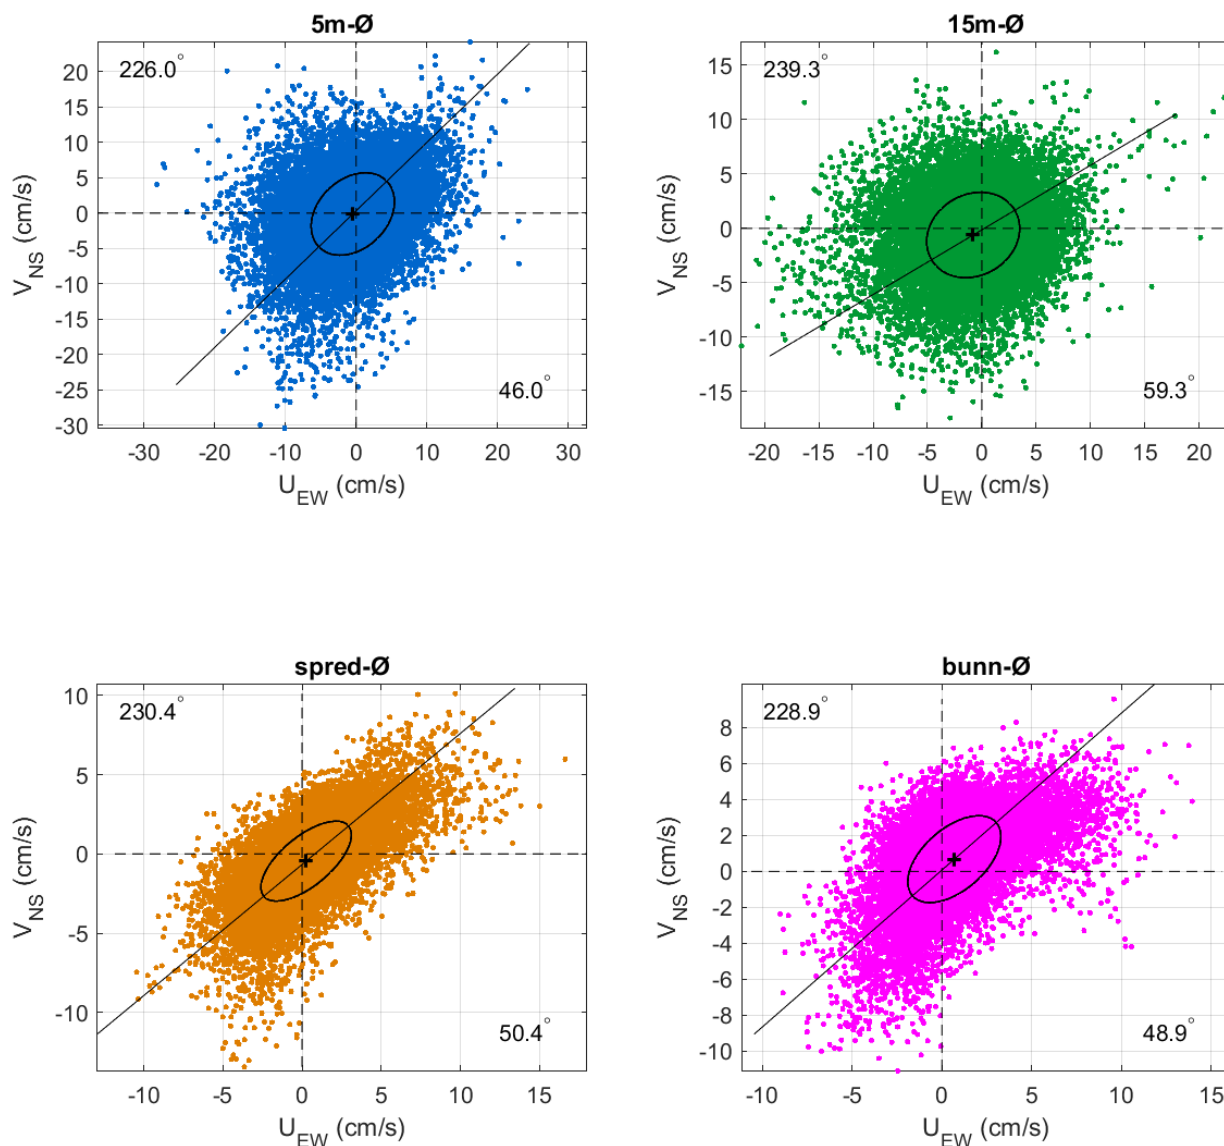 5m-Ø
226.0°
20
15
10
5
0
-5
-10
-15
-20
-25
-30
V_NS (cm/s)
46.0°
-30 -20 -10 0 10 20 30
U_EW (cm/s)
15m-Ø
239.3°
15
10
5
0
-5
-10
-15
V_NS (cm/s)
59.3°
-20 -15 -10 -5 0 5 10 15 20
U_EW (cm/s)
spred-Ø
230.4°
10
5
0
-5
-10
V_NS (cm/s)
50.4°
-10 -5 0 5 10 15
U_EW (cm/s)
bunn-Ø
228.9°
8
6
4
2
0
-2
-4
-6
-8
-10
V_NS (cm/s)
48.9°
-10 -5 0 5 10 15
U_EW (cm/s)